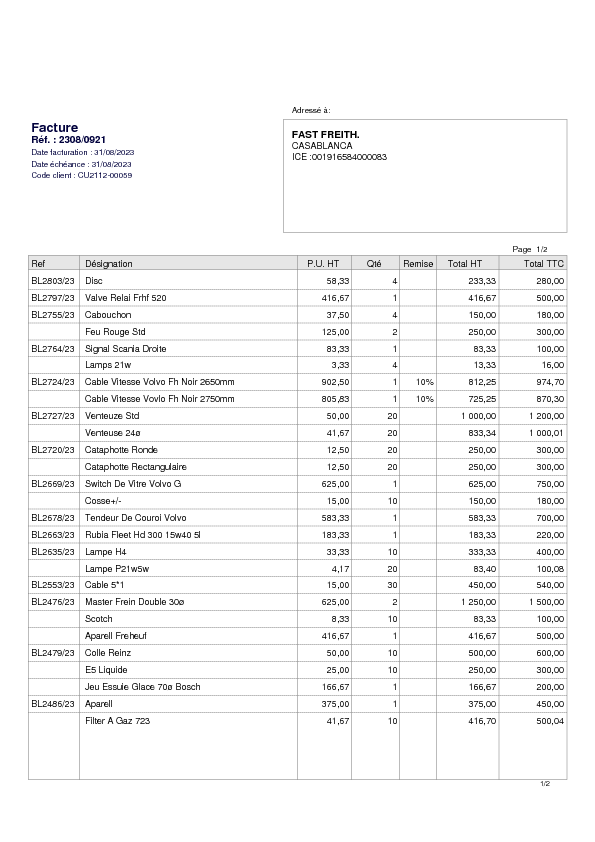 Adressé à:
Facture
Réf. : 2308/0921
Date facturation : 31/08/2023
Date échéance : 31/08/2023
Code client : CU2112-00059
FAST FREITH.
CASABLANCA
ICE :001916584000083
Page 1/2
Ref Désignation P.U. HT Qté Remise Total HT Total TTC
BL2803/23 Disc 58,33 4 233,33 280,00
BL2797/23 Valve Relai Frhf 520 416,67 1 416,67 500,00
BL2755/23 Cabouchon 37,50 4 150,00 180,00
Feu Rouge Std 125,00 2 250,00 300,00
BL2764/23 Signal Scania Droite 83,33 1 83,33 100,00
Lamps 21w 3,33 4 13,33 16,00
BL2724/23 Cable Vitesse Volvo Fh Noir 2650mm 902,50 1 10% 812,25 974,70
Cable Vitesse Vovlo Fh Noir 2750mm 805,83 1 10% 725,25 870,30
BL2727/23 Venteuze Std 50,00 20 1 000,00 1 200,00
Venteuse 24ø 41,67 20 833,34 1 000,01
BL2720/23 Cataphotte Ronde 12,50 20 250,00 300,00
Cataphotte Rectangulaire 12,50 20 250,00 300,00
BL2669/23 Switch De Vitre Volvo G 625,00 1 625,00 750,00
Cosse+/- 15,00 10 150,00 180,00
BL2678/23 Tendeur De Couroi Volvo 583,33 1 583,33 700,00
BL2663/23 Rubia Fleet Hd 300 15w40 5l 183,33 1 183,33 220,00
BL2635/23 Lampe H4 33,33 10 333,33 400,00
Lampe P21w5w 4,17 20 83,40 100,08
BL2553/23 Cable 5*1 15,00 30 450,00 540,00
BL2476/23 Master Frein Double 30ø 625,00 2 1 250,00 1 500,00
Scotch 8,33 10 83,33 100,00
Aparell Freheuf 416,67 1 416,67 500,00
BL2479/23 Colle Reinz 50,00 10 500,00 600,00
E5 Liquide 25,00 10 250,00 300,00
Jeu Essuie Glace 70ø Bosch 166,67 1 166,67 200,00
BL2486/23 Aparell 375,00 1 375,00 450,00
Filter A Gaz 723 41,67 10 416,70 500,04
1/2